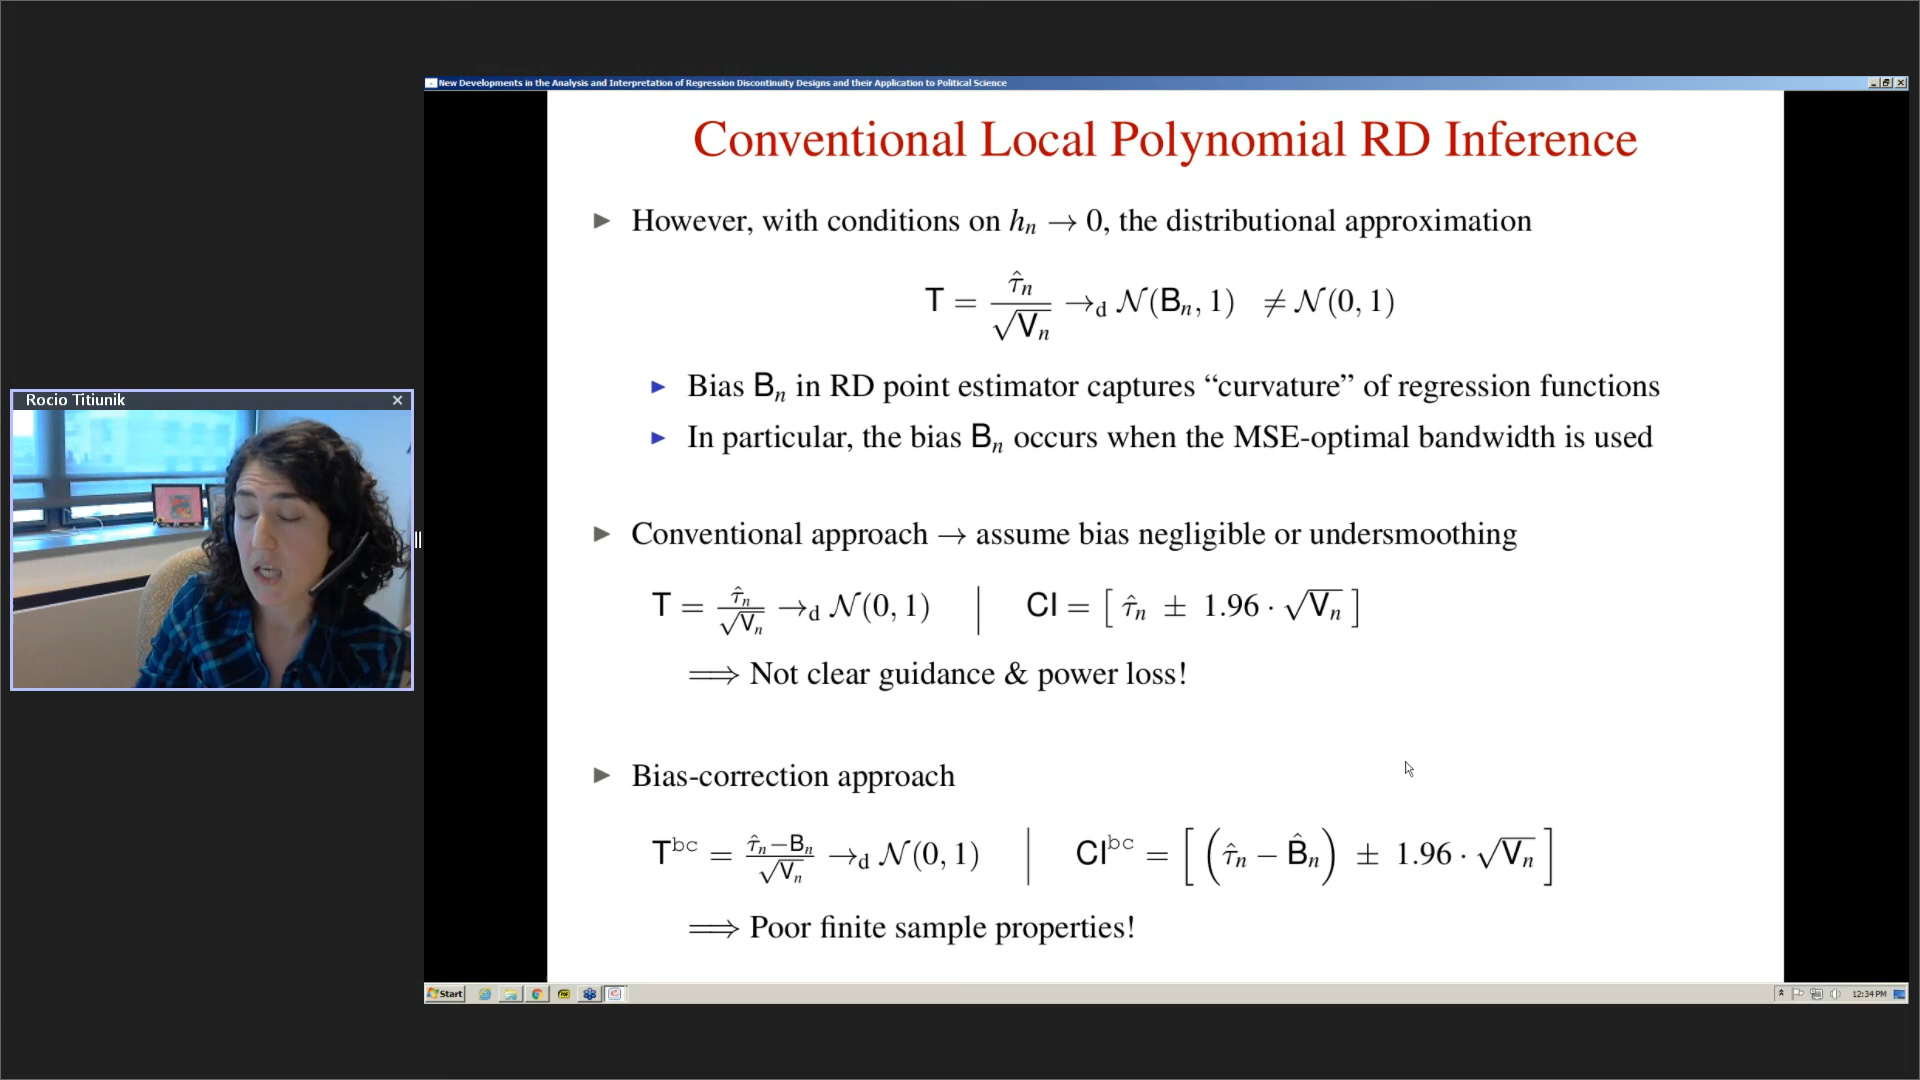 New Developments in the Analysis and Interpretation of Regression Discontinuity Designs and their Application to Political Science
Conventional Local Polynomial RD Inference
However, with conditions on hₙ → 0, the distributional approximation
T = τ̂ₙ / √Vₙ →d 𝒩(Bₙ, 1) ≠ 𝒩(0, 1)
Bias Bₙ in RD point estimator captures “curvature” of regression functions
In particular, the bias Bₙ occurs when the MSE-optimal bandwidth is used
Rocio Titiunik
Conventional approach → assume bias negligible or undersmoothing
T = τ̂ₙ / √Vₙ →d 𝒩(0, 1) | CI = [ τ̂ₙ ± 1.96 · √Vₙ ]
⟹ Not clear guidance & power loss!
Bias-correction approach
Tᵇᶜ = (τ̂ₙ − Bₙ) / √Vₙ →d 𝒩(0, 1) | CIᵇᶜ = [ (τ̂ₙ − B̂ₙ) ± 1.96 · √Vₙ ]
⟹ Poor finite sample properties!
Start
12:34 PM